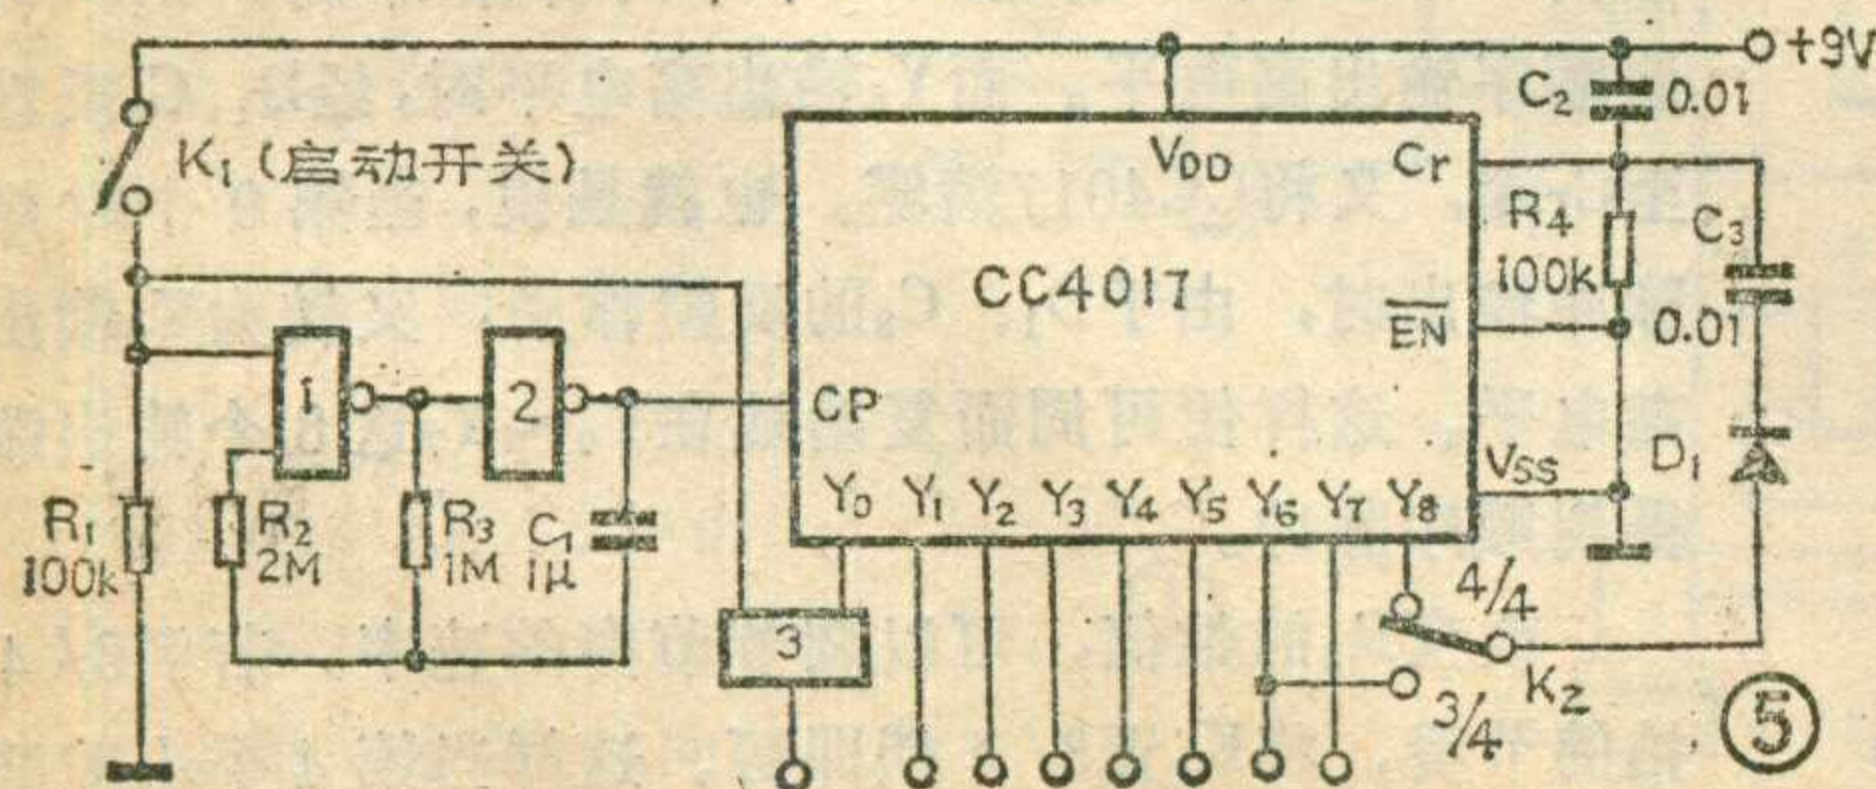 +9V
C₂ 0.01
K₁（启动开关）
VDD
Cr
R₄
100k
C₃
0.01
CC4017
EN
1
2
CP
VSS
D₁
Y₀ Y₁ Y₂ Y₃ Y₄ Y₅ Y₆ Y₇ Y₈
R₁
100k
R₂
2M
R₃
1M
C₁
1μ
3
4/4
K₂
3/4
⑤